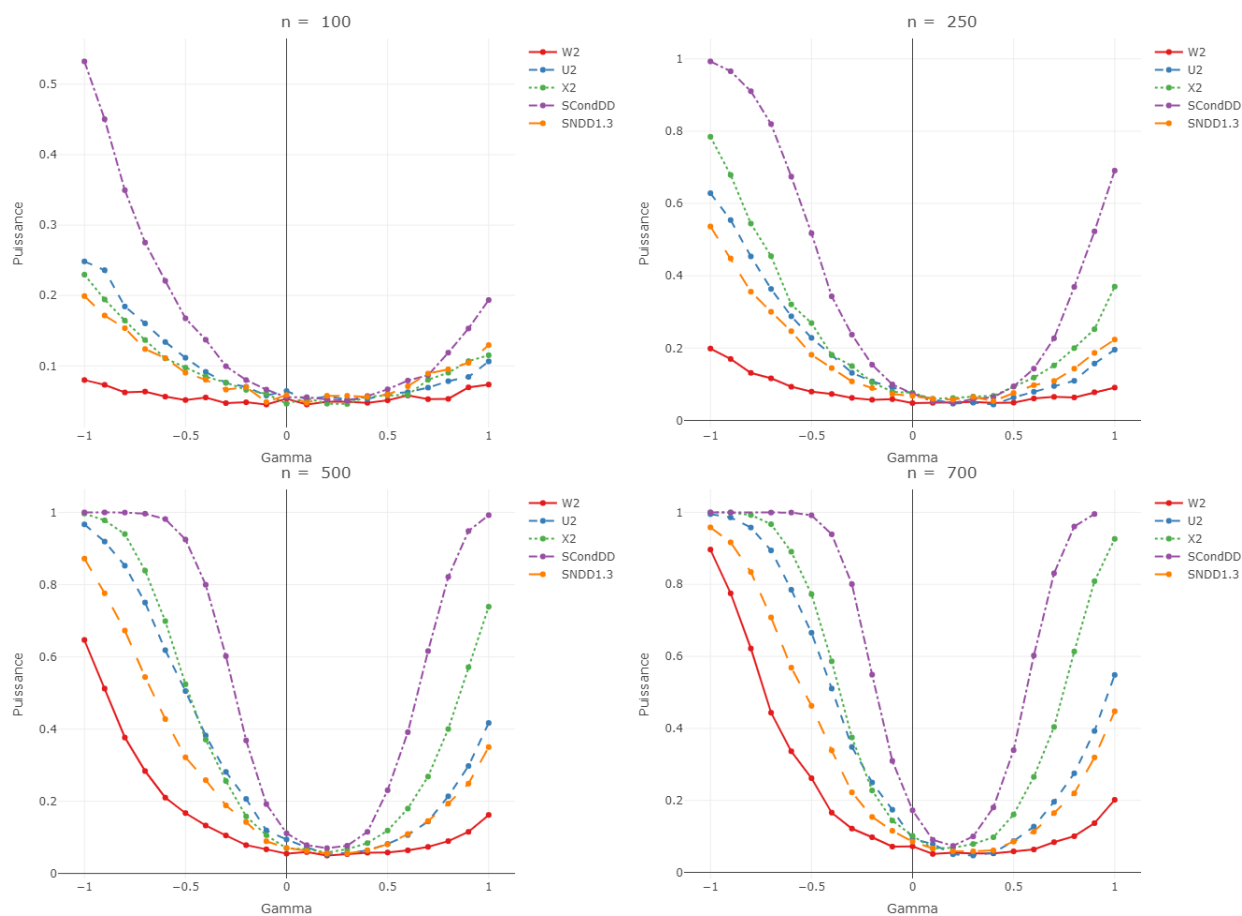 n = 100
W2
U2
X2
SCondDD
SNDD1.3
Puissance
0.5
0.4
0.3
0.2
0.1
−1
−0.5
0
0.5
1
Gamma
n = 250
W2
U2
X2
SCondDD
SNDD1.3
Puissance
1
0.8
0.6
0.4
0.2
0
−1
−0.5
0
0.5
1
Gamma
n = 500
W2
U2
X2
SCondDD
SNDD1.3
Puissance
1
0.8
0.6
0.4
0.2
0
−1
−0.5
0
0.5
1
Gamma
n = 700
W2
U2
X2
SCondDD
SNDD1.3
Puissance
1
0.8
0.6
0.4
0.2
0
−1
−0.5
0
0.5
1
Gamma